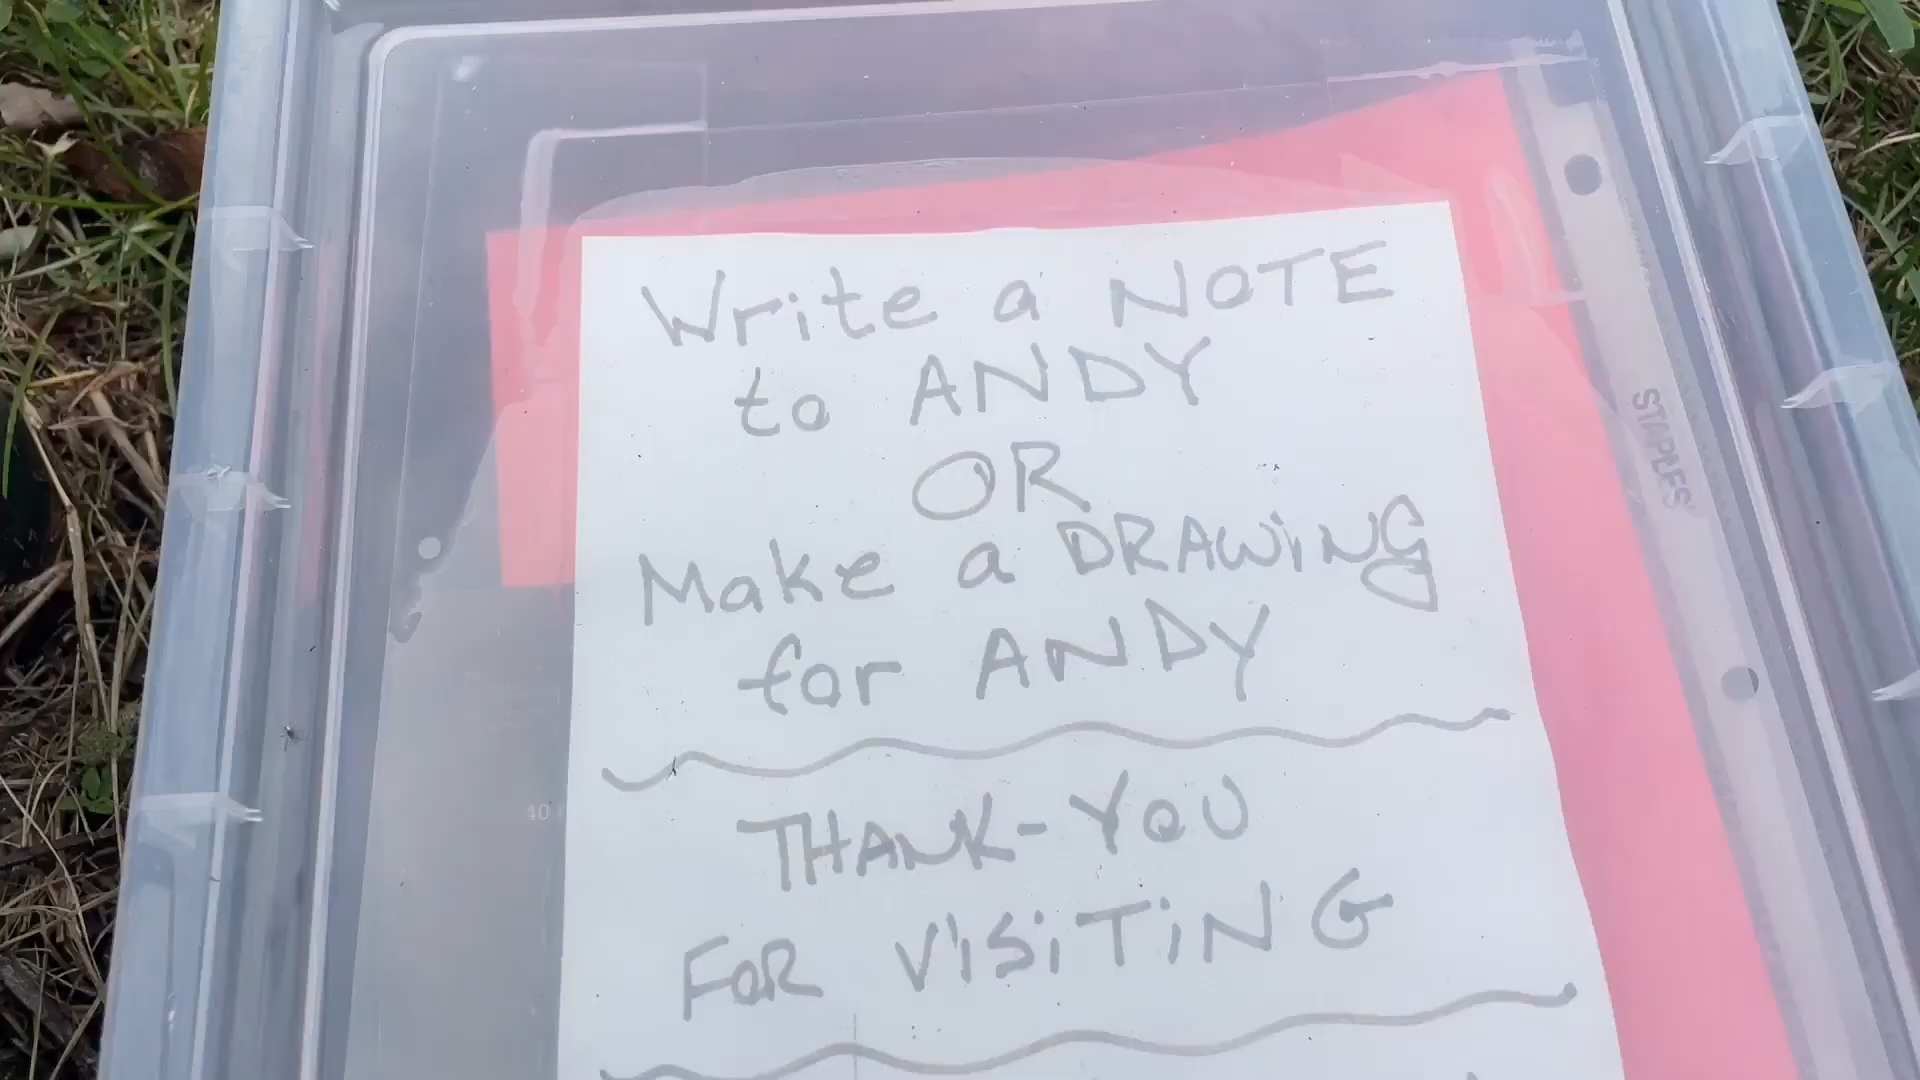 Write a NOTE
to ANDY
OR
Make a DRAWiNG
for ANDY
THANK-YOU
FOR ViSiTiNG
STAPLES